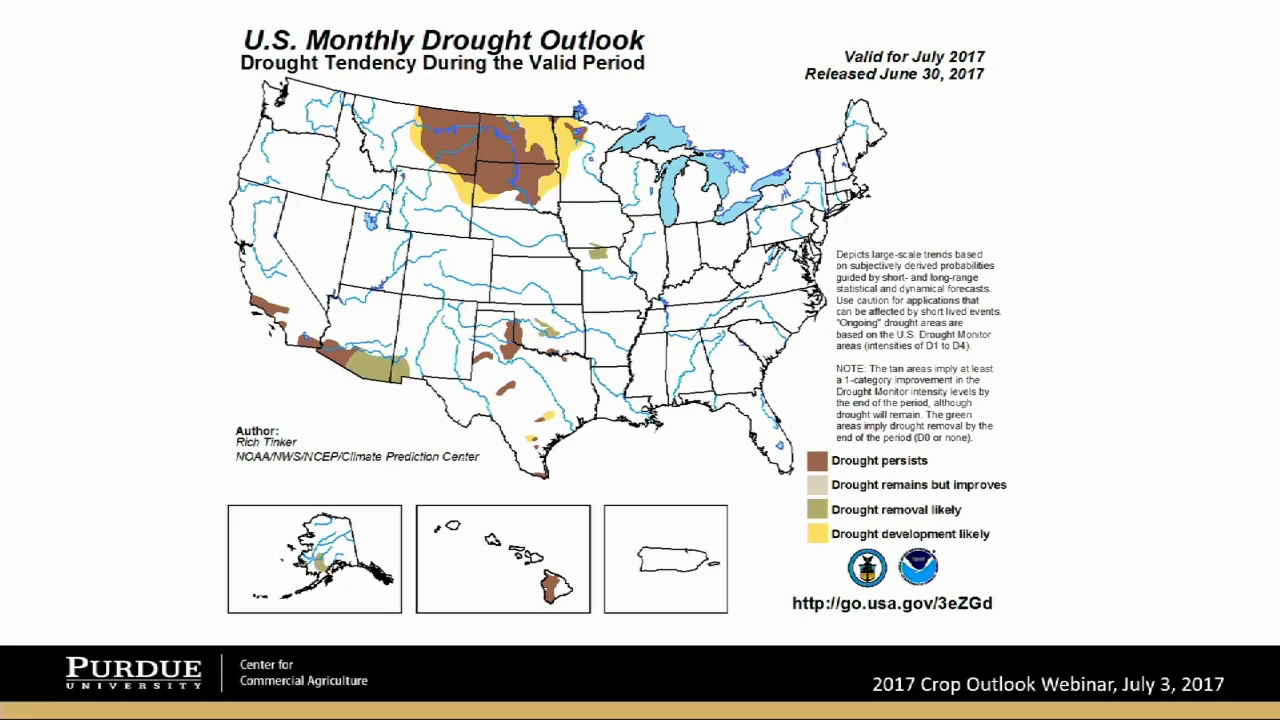 U.S. Monthly Drought Outlook
Drought Tendency During the Valid Period
Valid for July 2017
Released June 30, 2017
Depicts large-scale trends based
on subjectively derived probabilities
guided by short- and long-range
statistical and dynamical forecasts.
Use caution for applications that
can be affected by short lived events.
"Ongoing" drought areas are
based on the U.S. Drought Monitor
areas (intensities of D1 to D4).
NOTE: The tan areas imply at least
a 1-category improvement in the
Drought Monitor intensity levels by
the end of the period, although
drought will remain. The green
areas imply drought removal by the
end of the period (D0 or none).
Author:
Rich Tinker
NOAA/NWS/NCEP/Climate Prediction Center
Drought persists
Drought remains but improves
Drought removal likely
Drought development likely
http://go.usa.gov/3eZGd
PURDUE
UNIVERSITY
Center for
Commercial Agriculture
2017 Crop Outlook Webinar, July 3, 2017